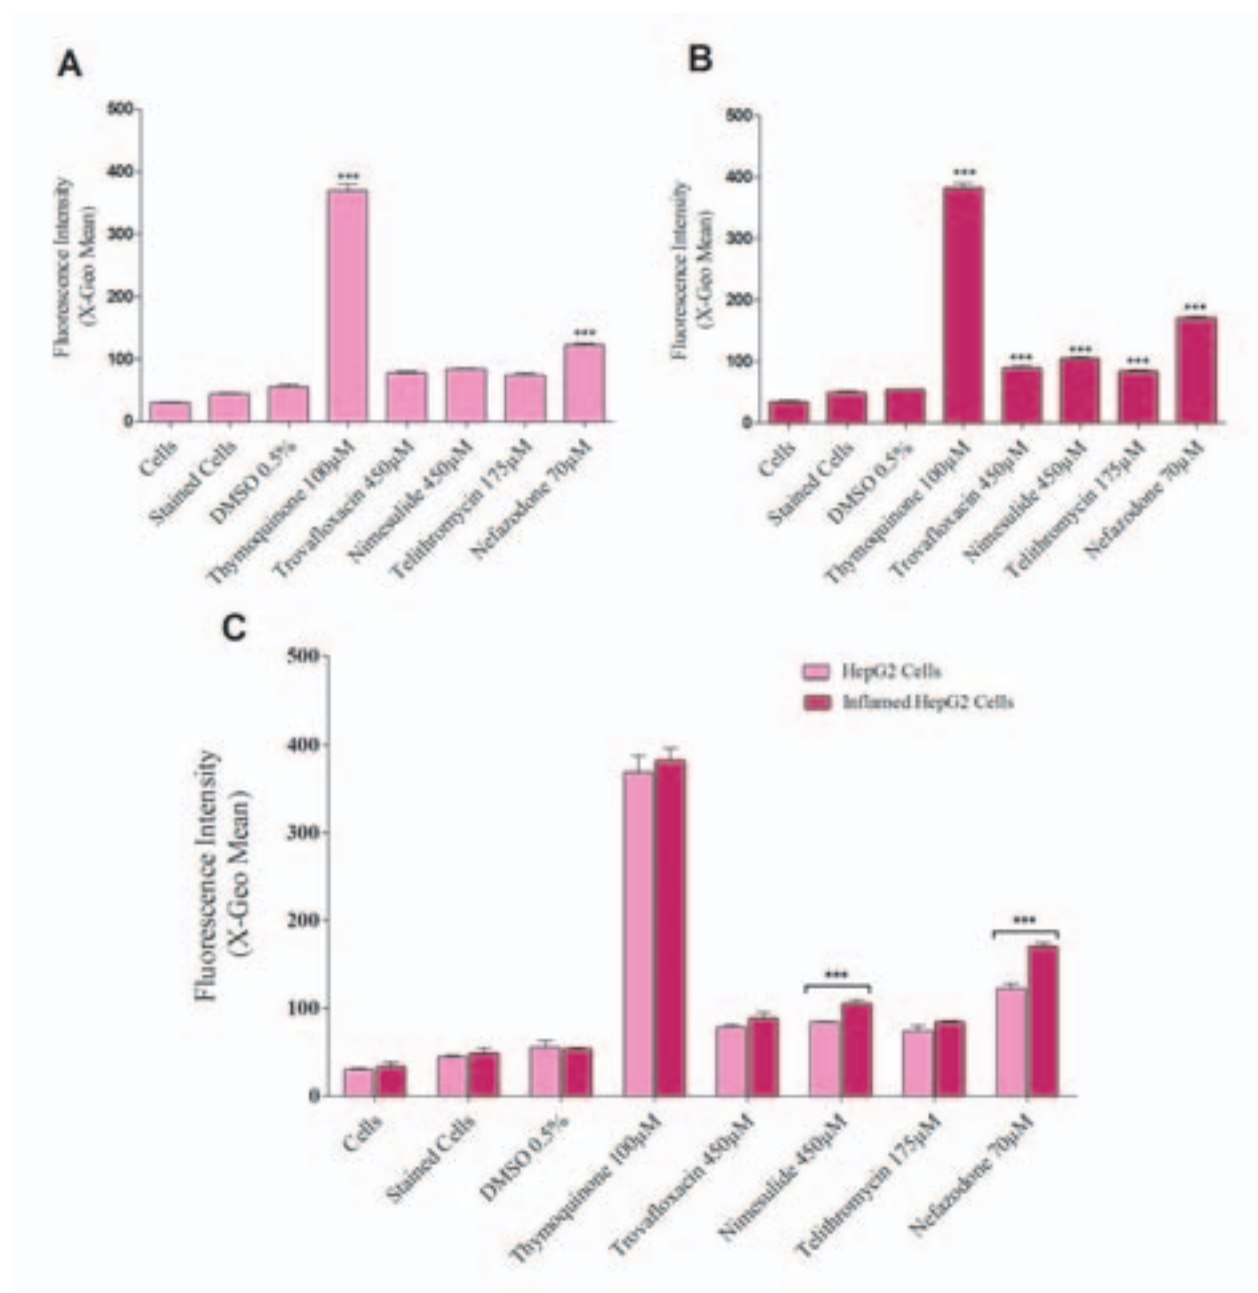 A
500
400
300
200
100
0
Fluorescence Intensity
(X-Geo Mean)
***
***
Cells
Stained Cells
DMSO 0.5%
Thymoquinone 100µM
Trovafloxacin 450µM
Nimesulide 450µM
Telithromycin 175µM
Nefazodone 70µM
B
500
400
300
200
100
0
Fluorescence Intensity
(X-Geo Mean)
***
***
***
***
***
Cells
Stained Cells
DMSO 0.5%
Thymoquinone 100µM
Trovafloxacin 450µM
Nimesulide 450µM
Telithromycin 175µM
Nefazodone 70µM
C
500
400
300
200
100
0
Fluorescence Intensity
(X-Geo Mean)
HepG2 Cells
Inflamed HepG2 Cells
***
***
Cells
Stained Cells
DMSO 0.5%
Thymoquinone 100µM
Trovafloxacin 450µM
Nimesulide 450µM
Telithromycin 175µM
Nefazodone 70µM